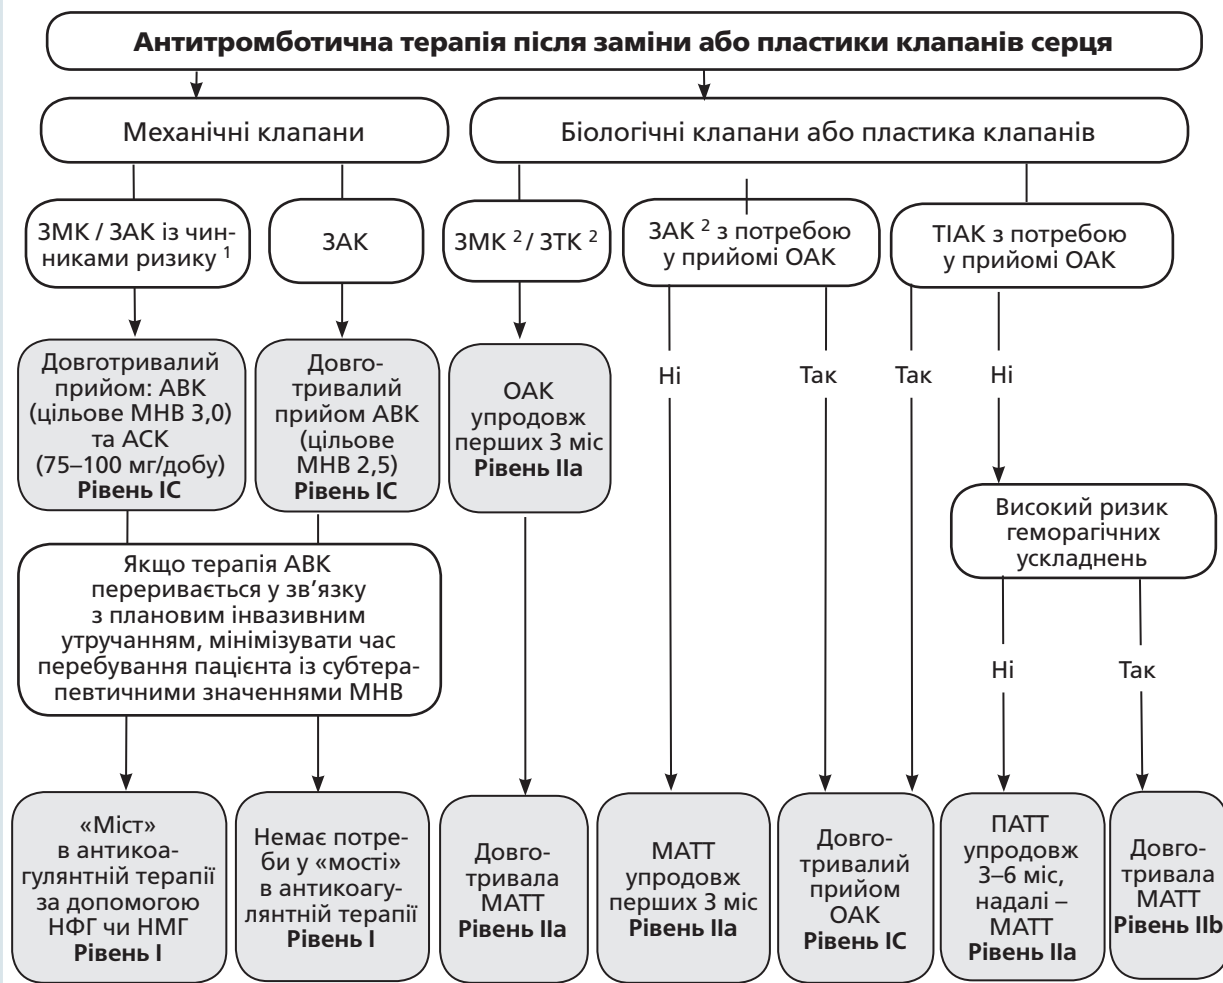 Антитромботична терапія після заміни або пластики клапанів серця
Механічні клапани
Біологічні клапани або пластика клапанів
ЗМК / ЗАК із чин-
никами ризику 1
ЗАК
ЗМК 2 / ЗТК 2
ЗАК 2 з потребою
у прийомі ОАК
ТІАК з потребою
у прийомі ОАК
Довготривалий
прийом: АВК
(цільове МНВ 3,0)
та АСК
(75–100 мг/добу)
Рівень IC
Довго-
тривалий
прийом АВК
(цільове
МНВ 2,5)
Рівень IC
ОАК
упродовж
перших 3 міс
Рівень IIa
Ні
Так
Так
Ні
Високий ризик
геморагічних
ускладнень
Якщо терапія АВК
переривається у зв’язку
з плановим інвазивним
утручанням, мінімізувати час
перебування пацієнта із субтера-
певтичними значеннями МНВ
Ні
Так
«Міст»
в антикоа-
гулянтній терапії
за допомогою
НФГ чи НМГ
Рівень I
Немає потре-
би у «мості»
в антикоагу-
лянтній терапії
Рівень I
Довго-
тривала
МАТТ
Рівень IIa
МАТТ
упродовж
перших 3 міс
Рівень IIa
Довго-
тривалий
прийом
ОАК
Рівень IC
ПАТТ
упродовж
3–6 міс,
надалі –
МАТТ
Рівень IIa
Довго-
тривала
МАТТ
Рівень IIb